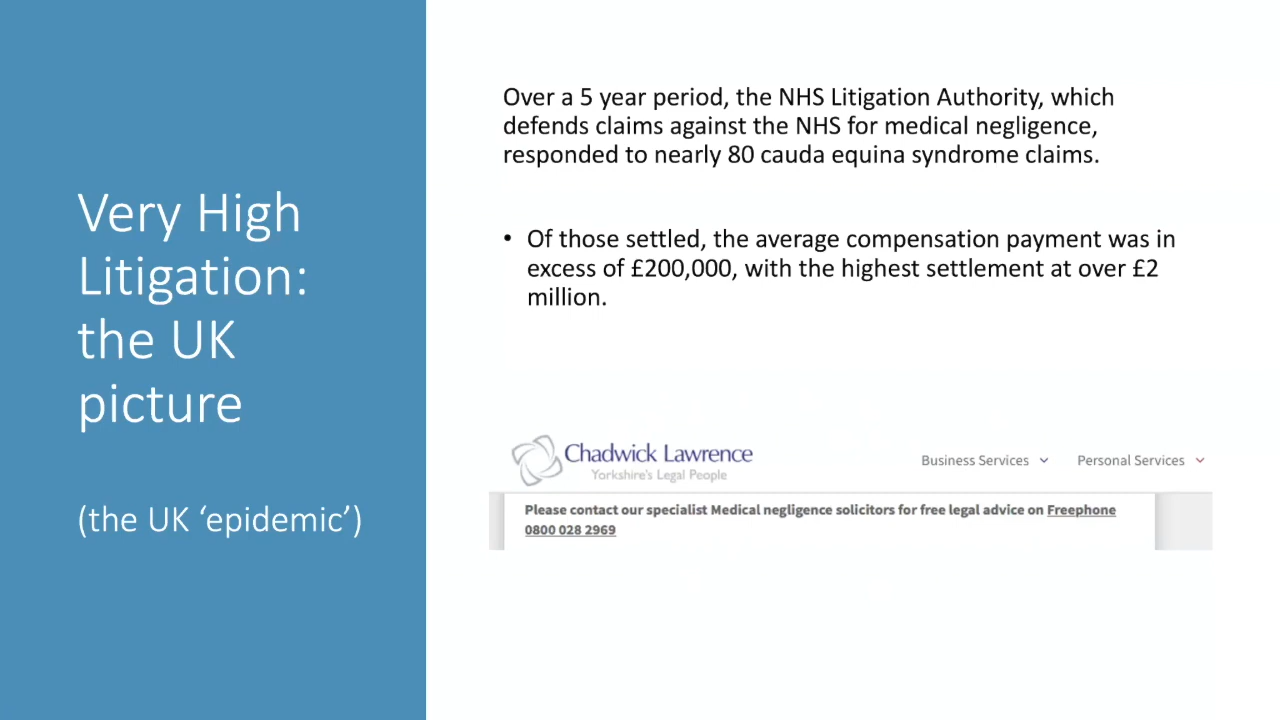 Very High
Litigation:
the UK
picture
(the UK ‘epidemic’)
Over a 5 year period, the NHS Litigation Authority, which
defends claims against the NHS for medical negligence,
responded to nearly 80 cauda equina syndrome claims.
• Of those settled, the average compensation payment was in
excess of £200,000, with the highest settlement at over £2
million.
Chadwick Lawrence
Yorkshire's Legal People
Business Services
Personal Services
Please contact our specialist Medical negligence solicitors for free legal advice on Freephone
0800 028 2969